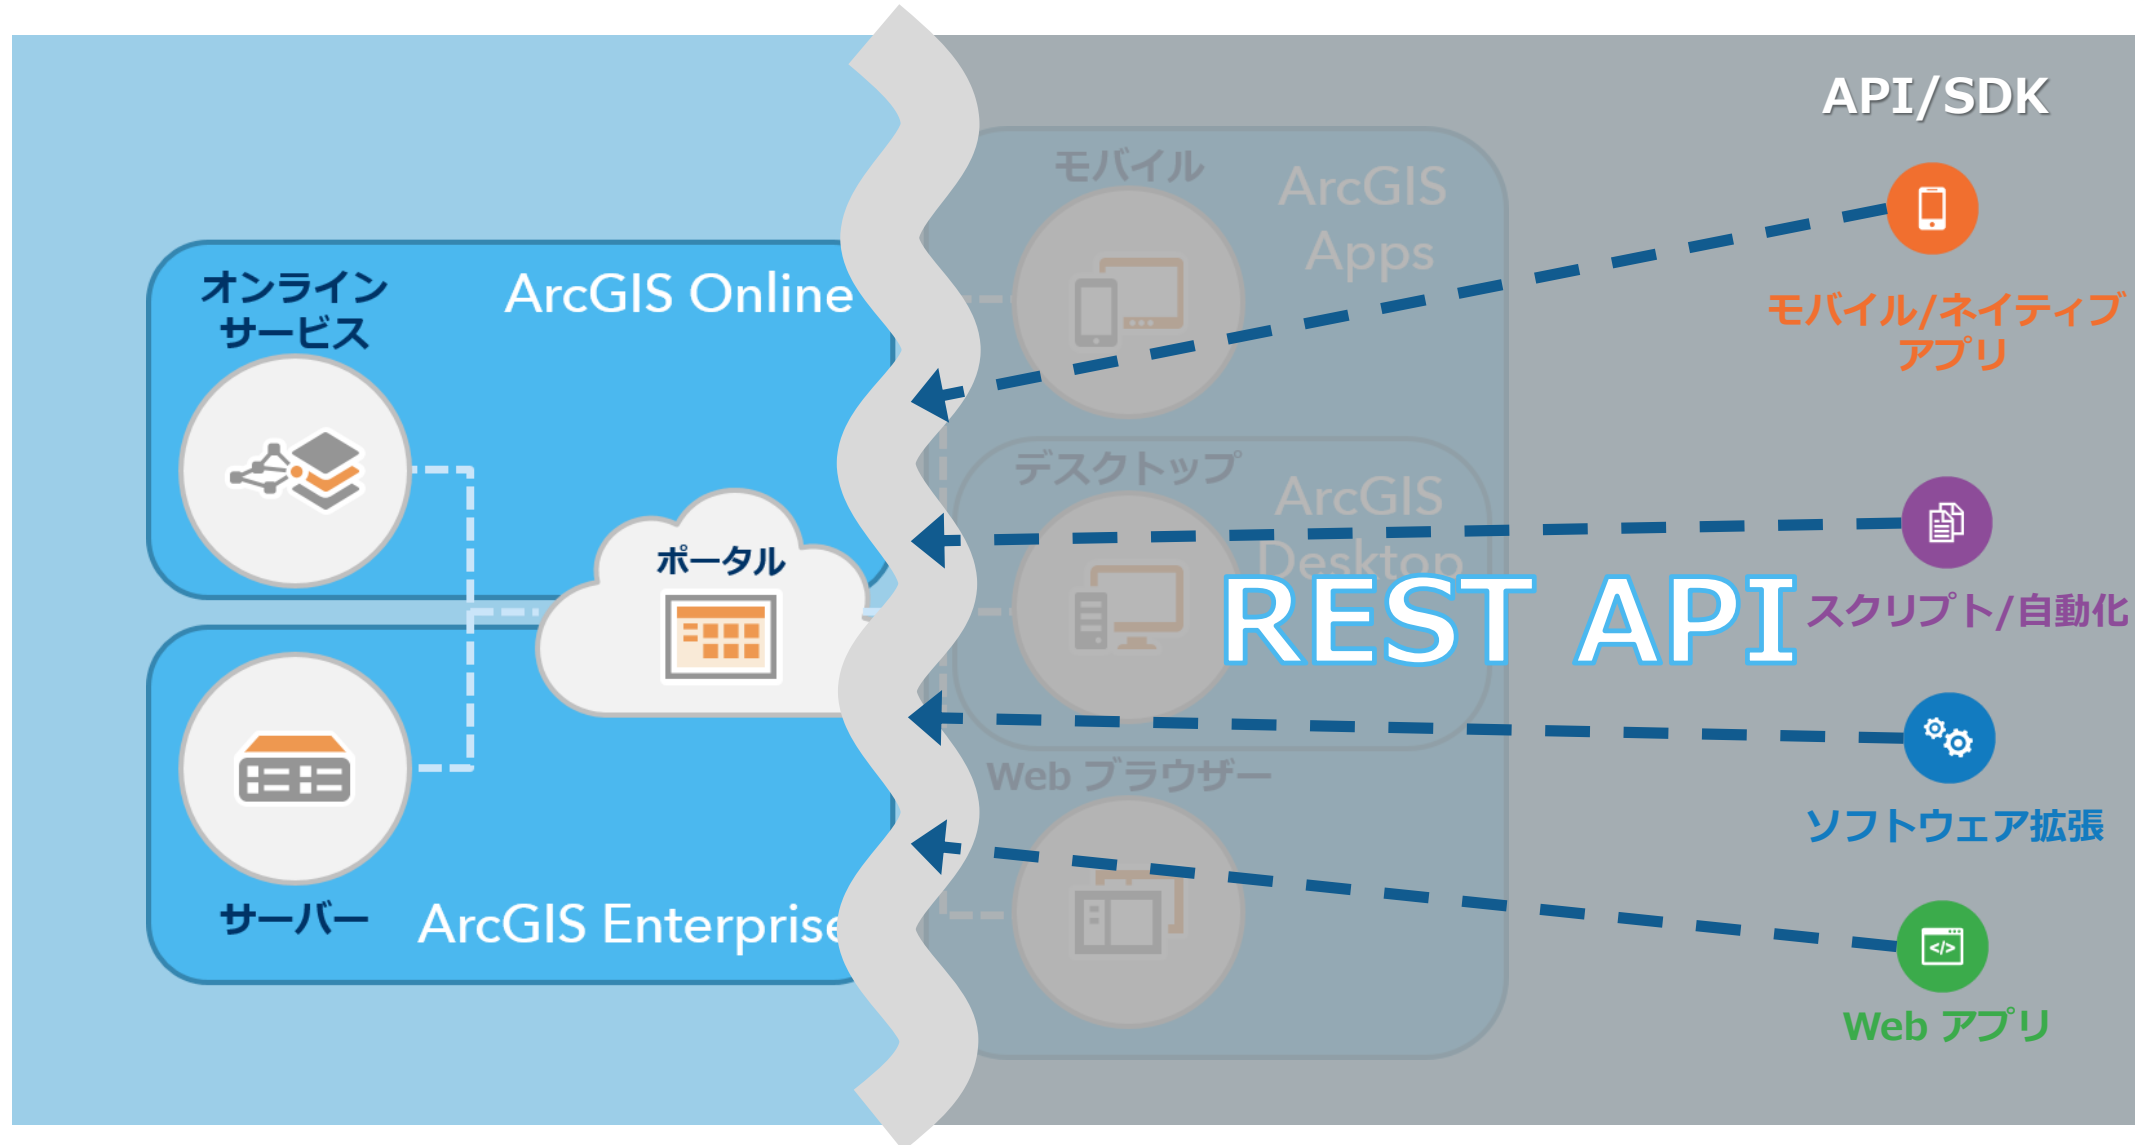 オンライン
サービス
ArcGIS Online
ポータル
サーバー
ArcGIS Enterprise
モバイル
ArcGIS
Apps
デスクトップ
ArcGIS
Desktop
Web ブラウザー
REST API
API/SDK
モバイル/ネイティブ
アプリ
スクリプト/自動化
ソフトウェア拡張
</>
Web アプリ